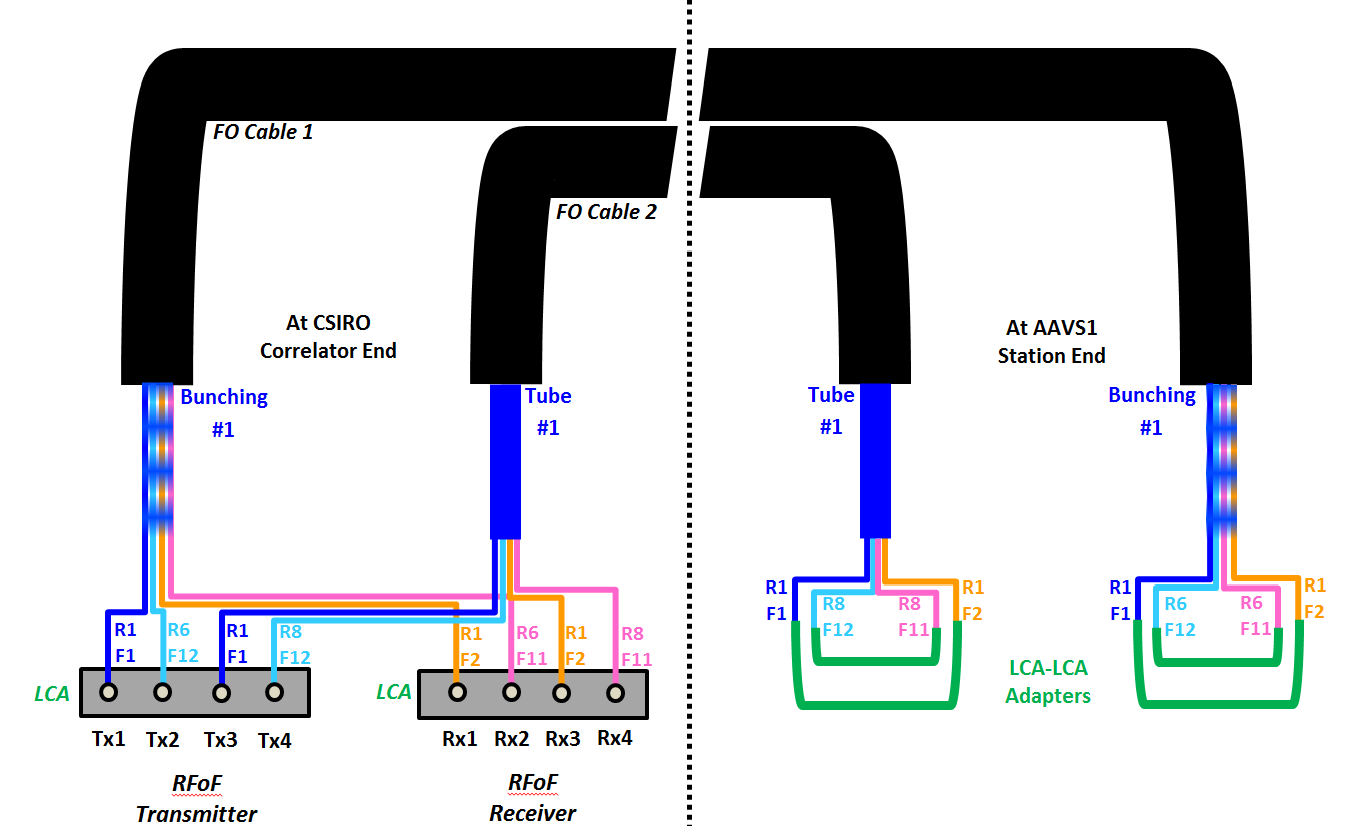 FO Cable 1
FO Cable 2
At CSIRO
Correlator End
At AAVS1
Station End
Bunching
#1
Tube
#1
Tube
#1
Bunching
#1
R1
F1
R6
F12
R1
F1
R8
F12
R1
F2
R6
F11
R1
F2
R8
F11
R1
F1
R8
F12
R8
F11
R1
F2
R1
F1
R6
F12
R6
F11
R1
F2
LCA-LCA
Adapters
LCA
LCA
Tx1 Tx2 Tx3 Tx4
Rx1 Rx2 Rx3 Rx4
RFoF
Transmitter
RFoF
Receiver